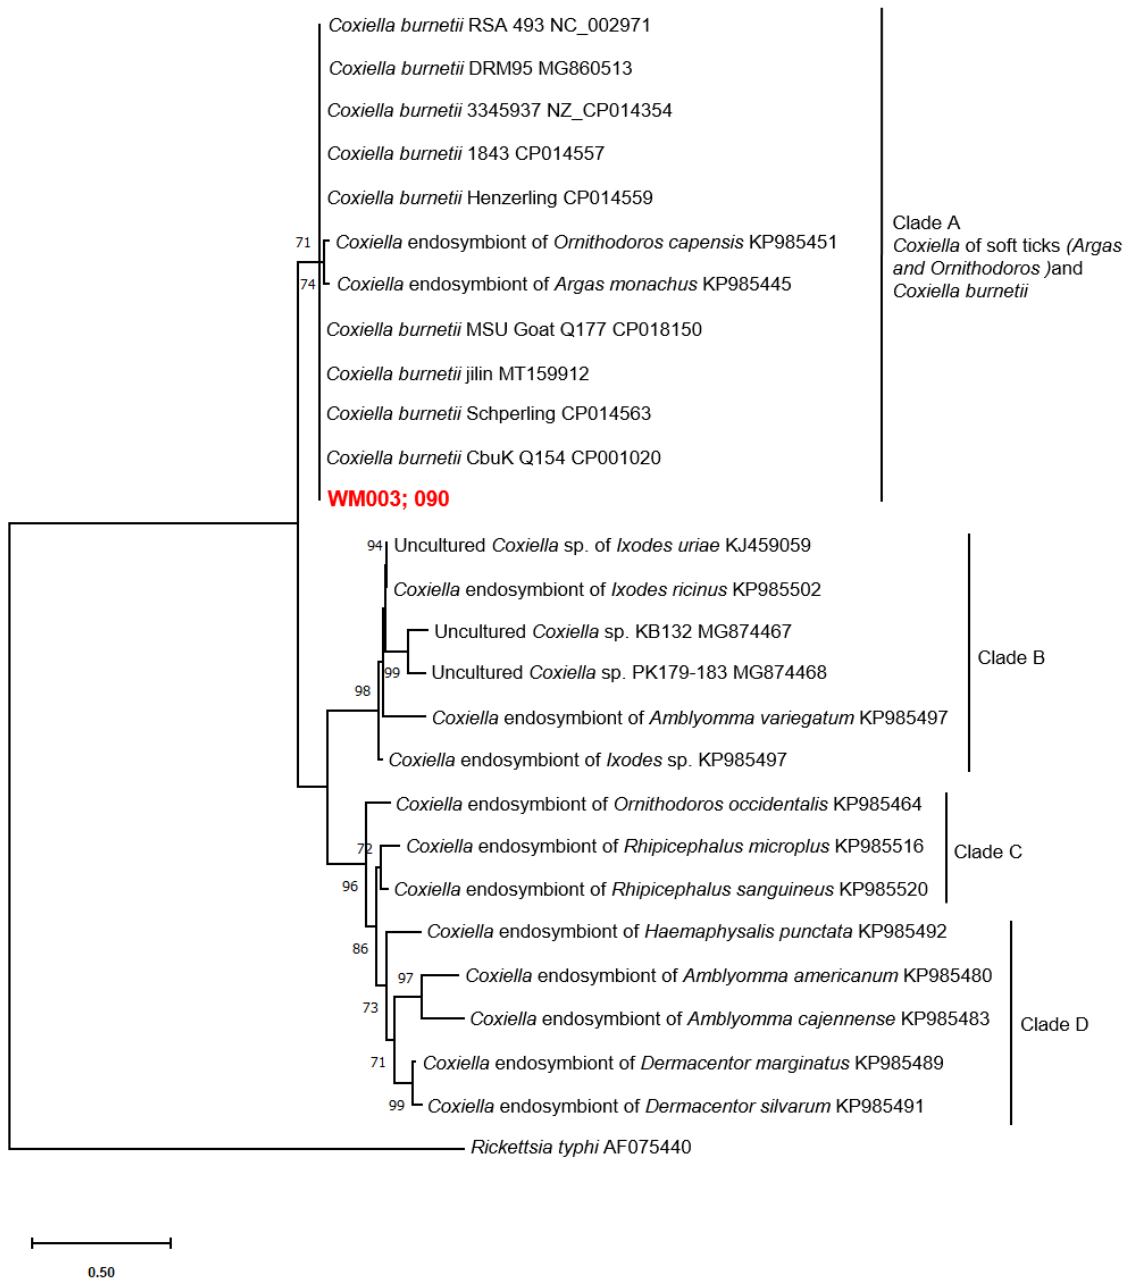 Coxiella burnetii RSA 493 NC_002971
Coxiella burnetii DRM95 MG860513
Coxiella burnetii 3345937 NZ_CP014354
Coxiella burnetii 1843 CP014557
Coxiella burnetii Henzerling CP014559
71
Coxiella endosymbiont of Ornithodoros capensis KP985451
74
Coxiella endosymbiont of Argas monachus KP985445
Coxiella burnetii MSU Goat Q177 CP018150
Coxiella burnetii jilin MT159912
Coxiella burnetii Schperling CP014563
Coxiella burnetii CbuK Q154 CP001020
WM003; 090
Clade A
Coxiella of soft ticks (Argas
and Ornithodoros )and
Coxiella burnetii
94
Uncultured Coxiella sp. of Ixodes uriae KJ459059
Coxiella endosymbiont of Ixodes ricinus KP985502
Uncultured Coxiella sp. KB132 MG874467
99
Uncultured Coxiella sp. PK179-183 MG874468
98
Coxiella endosymbiont of Amblyomma variegatum KP985497
Coxiella endosymbiont of Ixodes sp. KP985497
Clade B
Coxiella endosymbiont of Ornithodoros occidentalis KP985464
72
Coxiella endosymbiont of Rhipicephalus microplus KP985516
96
Coxiella endosymbiont of Rhipicephalus sanguineus KP985520
Clade C
86
Coxiella endosymbiont of Haemaphysalis punctata KP985492
97
Coxiella endosymbiont of Amblyomma americanum KP985480
73
Coxiella endosymbiont of Amblyomma cajennense KP985483
71
Coxiella endosymbiont of Dermacentor marginatus KP985489
99
Coxiella endosymbiont of Dermacentor silvarum KP985491
Clade D
Rickettsia typhi AF075440
0.50